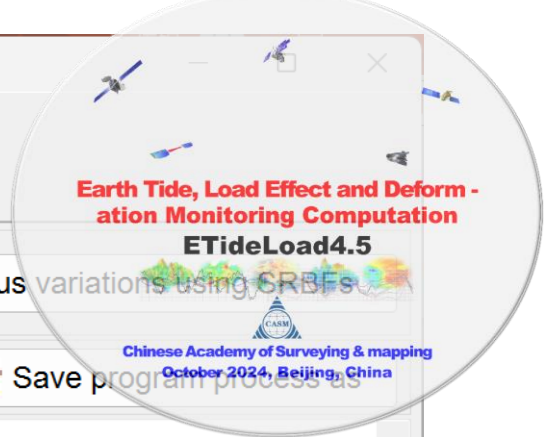 Earth Tide, Load Effect and Deform -
ation Monitoring Computation
ETideLoad4.5
us variations using SRBFs
CASM
Chinese Academy of Surveying & mapping
Save program process as
October 2024, Beijing, China